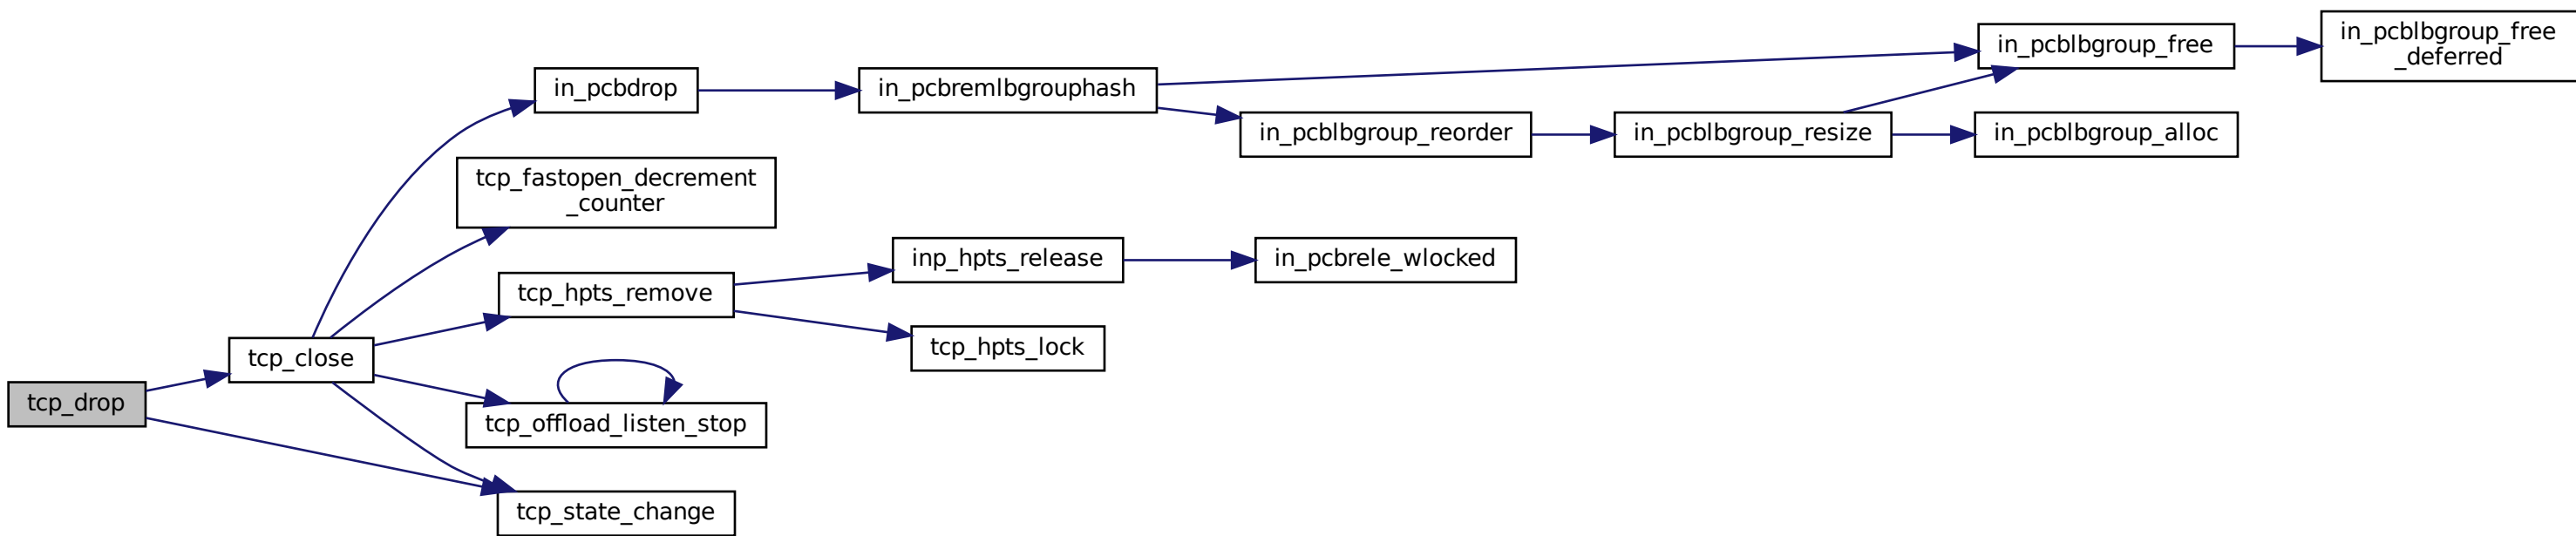 in_pcblbgroup_free
_deferred
in_pcblbgroup_free
in_pcbdrop
in_pcbremlbgrouphash
in_pcblbgroup_reorder
in_pcblbgroup_resize
in_pcblbgroup_alloc
tcp_fastopen_decrement
_counter
inp_hpts_release
in_pcbrele_wlocked
tcp_hpts_remove
tcp_hpts_lock
tcp_close
tcp_drop
tcp_offload_listen_stop
tcp_state_change